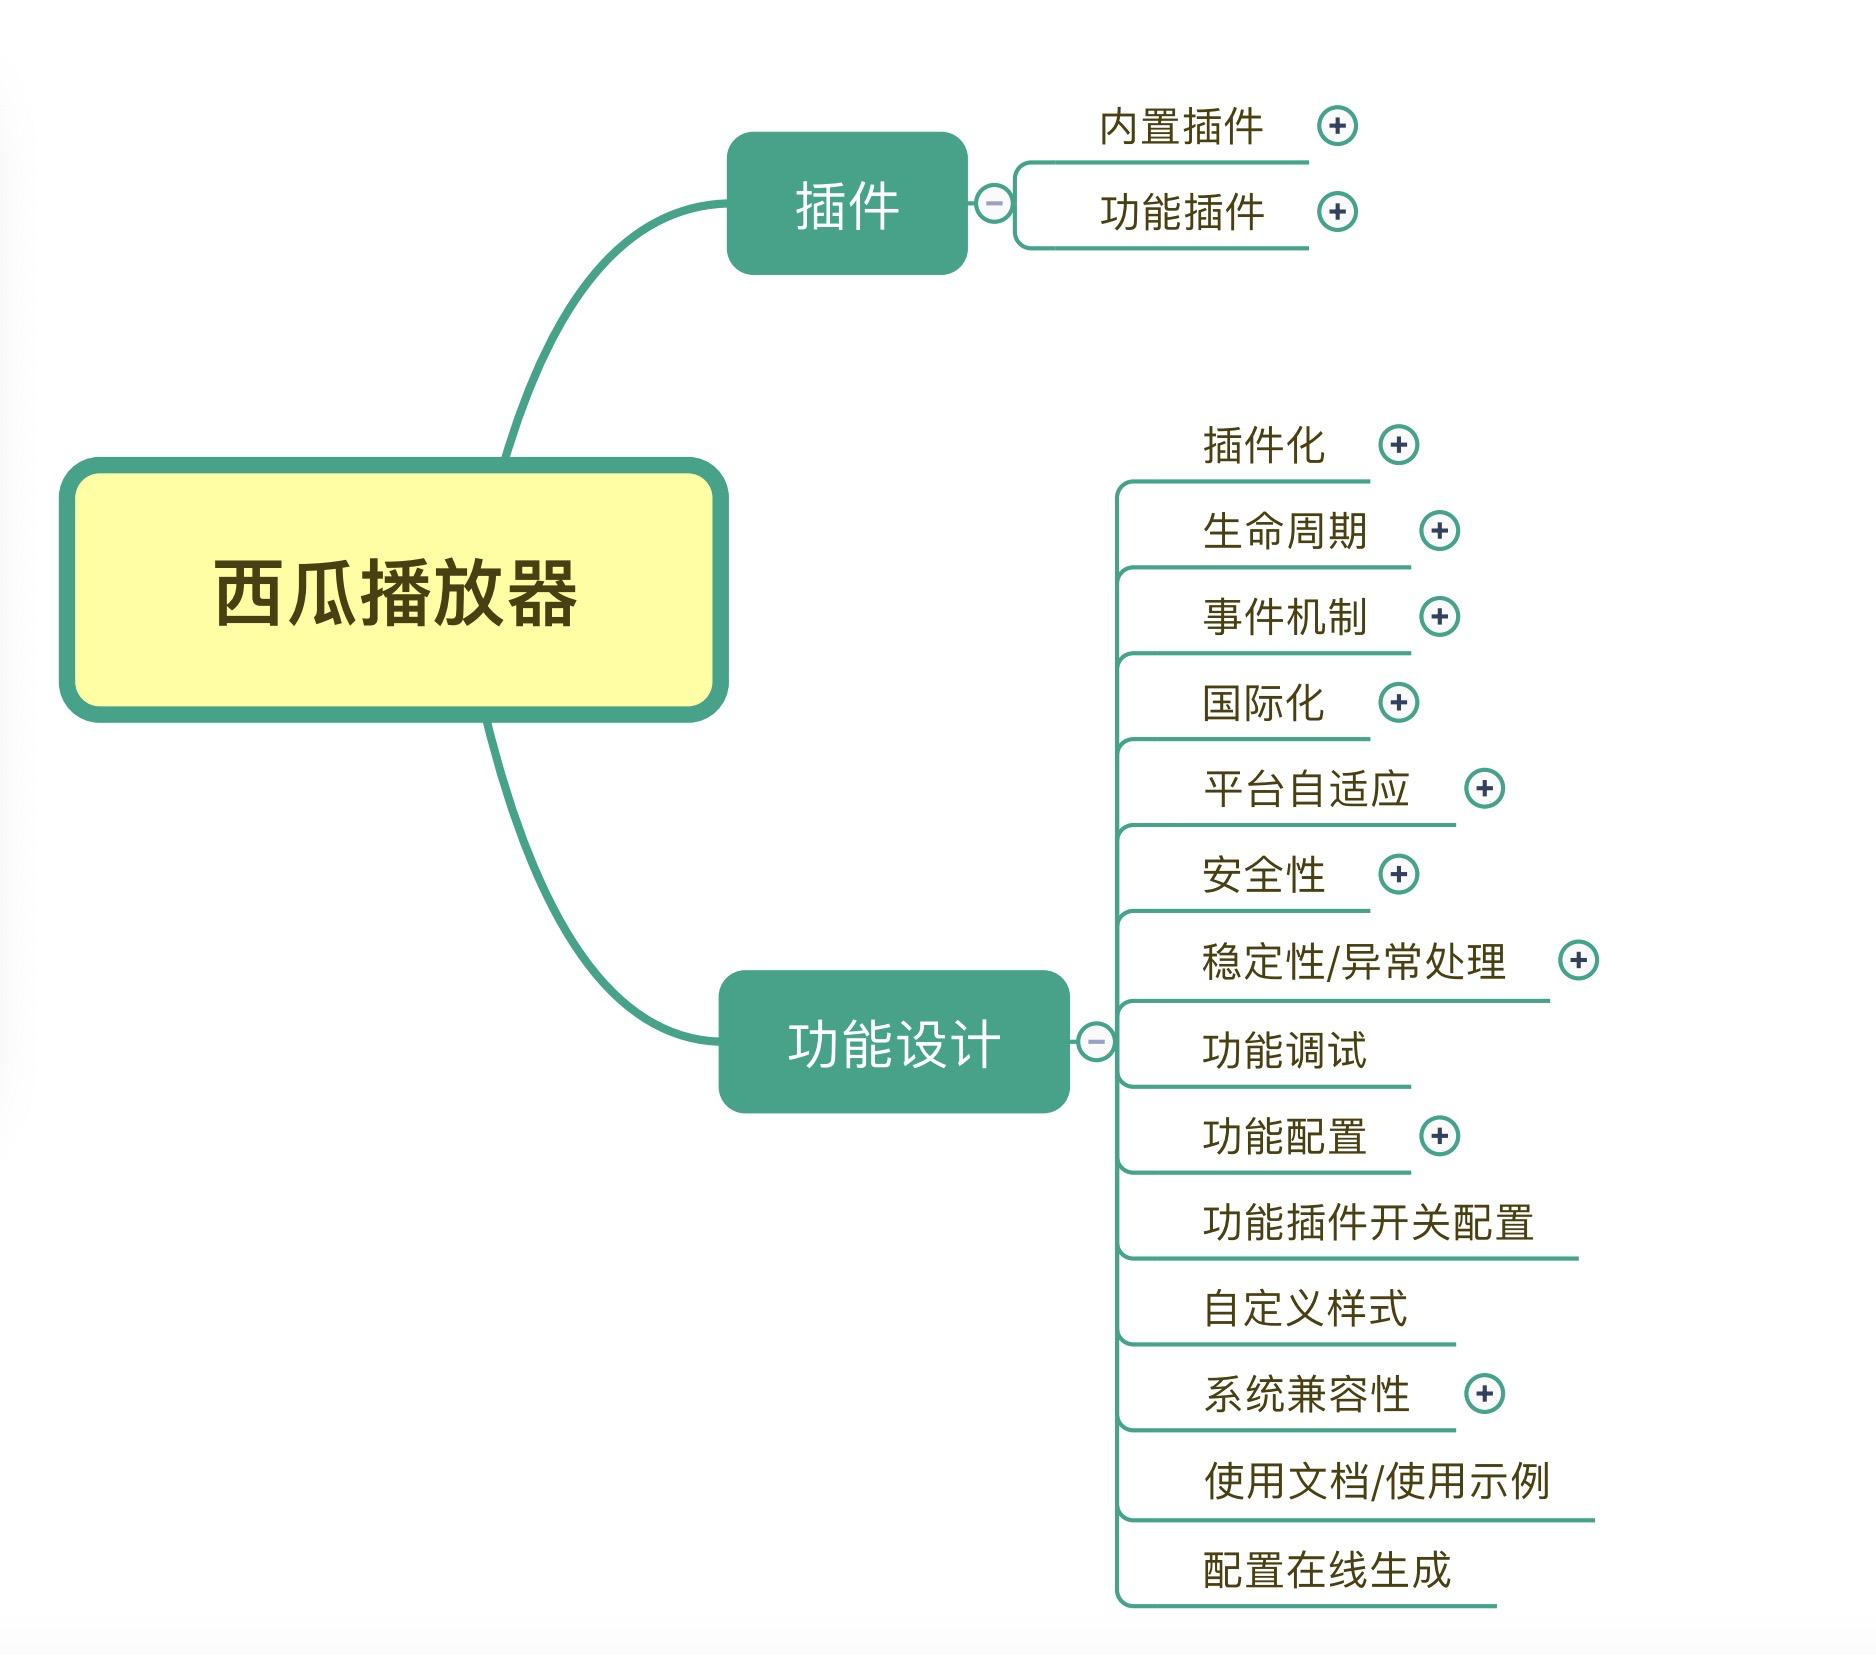 西瓜播放器
插件
内置插件
功能插件
功能设计
插件化
生命周期
事件机制
国际化
平台自适应
安全性
稳定性/异常处理
功能调试
功能配置
功能插件开关配置
自定义样式
系统兼容性
使用文档/使用示例
配置在线生成